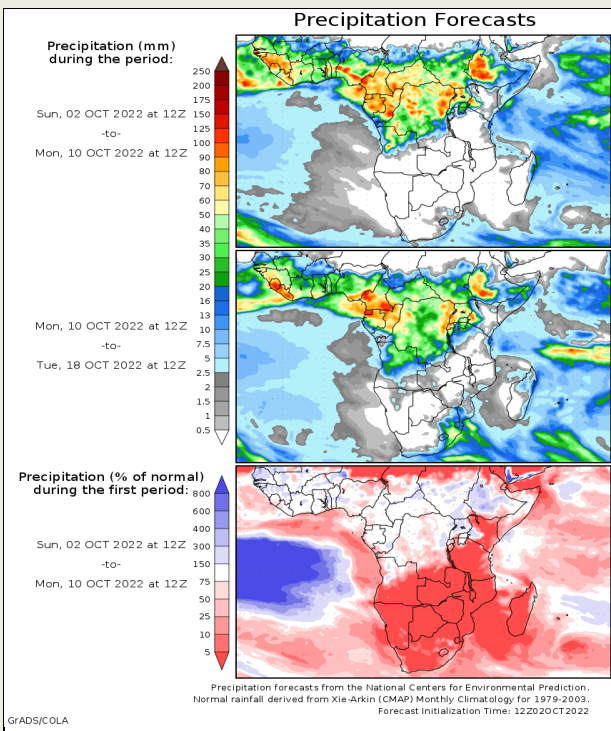 Precipitation Forecasts
Precipitation (mm)
during the period:
Sun, 02 OCT 2022 at 12Z
-to-
Mon, 10 OCT 2022 at 12Z
250
200
175
150
125
100
90
80
70
60
50
40
35
30
25
20
16
13
10
7.5
5
2.5
2
1.5
1
0.5
Mon, 10 OCT 2022 at 12Z
-to-
Tue, 18 OCT 2022 at 12Z
Precipitation (% of normal)
during the first period:
Sun, 02 OCT 2022 at 12Z
-to-
Mon, 10 OCT 2022 at 12Z
800
600
400
300
150
75
50
25
10
5
Precipitation forecasts from the National Centers for Environmental Prediction.
Normal rainfall derived from Xie-Arkin (CMAP) Monthly Climatology for 1979-2003.
Forecast Initialization Time: 12Z02OCT2022
GrADS/COLA